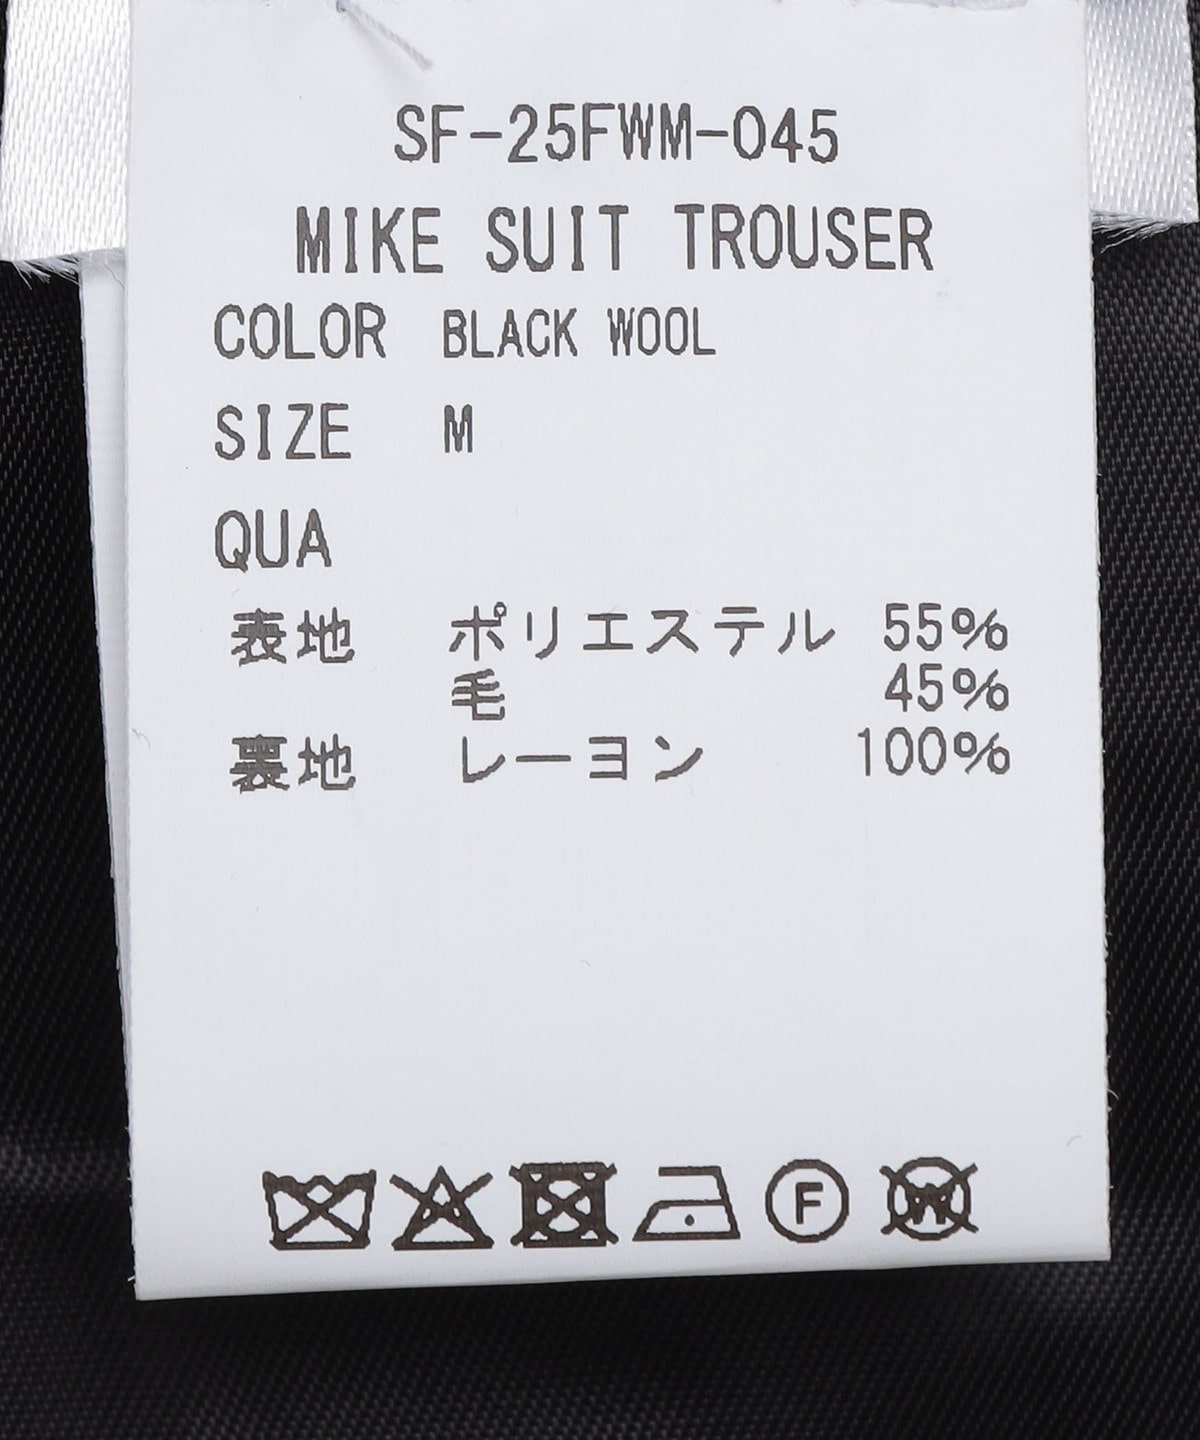 SF-25FWM-045
MIKE SUIT TROUSER
COLOR BLACK WOOL
SIZE M
QUA
表地 ポリエステル 55%
毛 45%
裏地 レーヨン 100%
F W